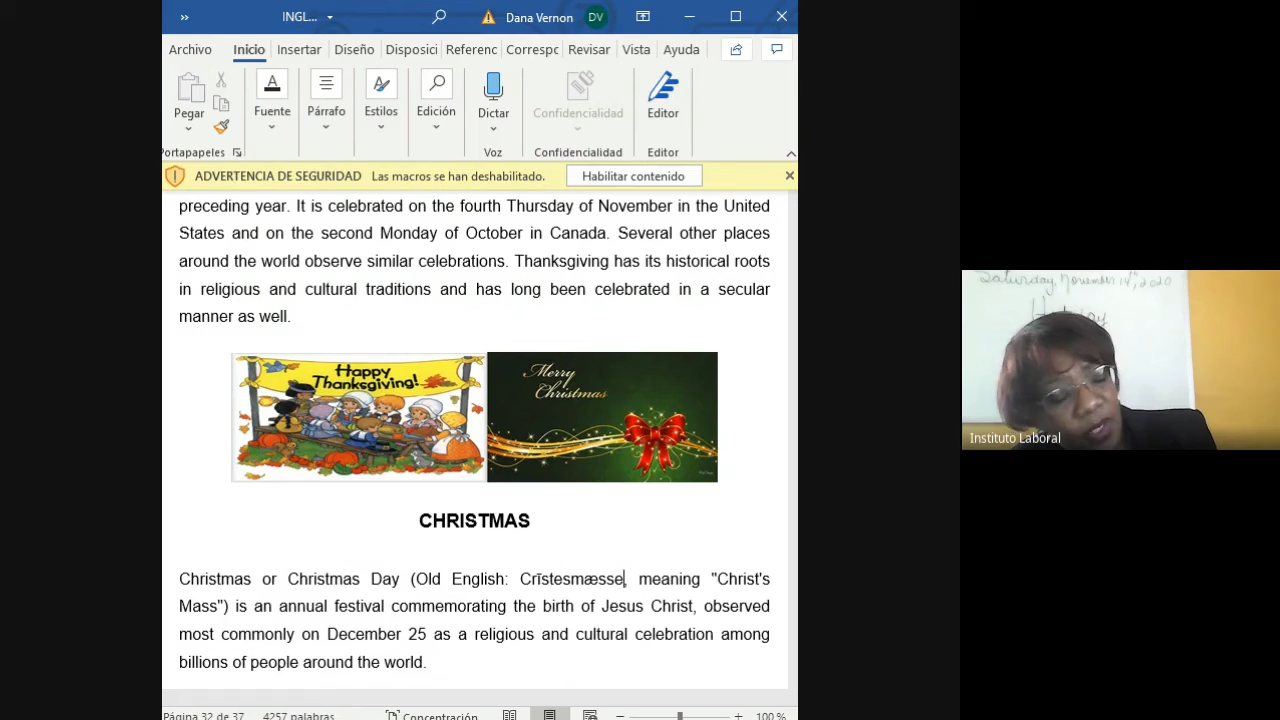 INGL...
Dana Vernon DV
Archivo Inicio Insertar Diseño Disposici Referenc Correspc Revisar Vista Ayuda
Pegar Fuente Párrafo Estilos Edición Dictar Confidencialidad Editor
Portapapeles Voz Confidencialidad Editor
ADVERTENCIA DE SEGURIDAD Las macros se han deshabilitado. Habilitar contenido
preceding year. It is celebrated on the fourth Thursday of November in the United
States and on the second Monday of October in Canada. Several other places
around the world observe similar celebrations. Thanksgiving has its historical roots
in religious and cultural traditions and has long been celebrated in a secular
manner as well.
Happy
Thanksgiving!
Merry
Christmas
CHRISTMAS
Christmas or Christmas Day (Old English: Crīstesmæsse, meaning "Christ's
Mass") is an annual festival commemorating the birth of Jesus Christ, observed
most commonly on December 25 as a religious and cultural celebration among
billions of people around the world.
Página 32 de 37 4257 palabras Concentración 100 %
Saturday, November 14th, 2020
Instituto Laboral